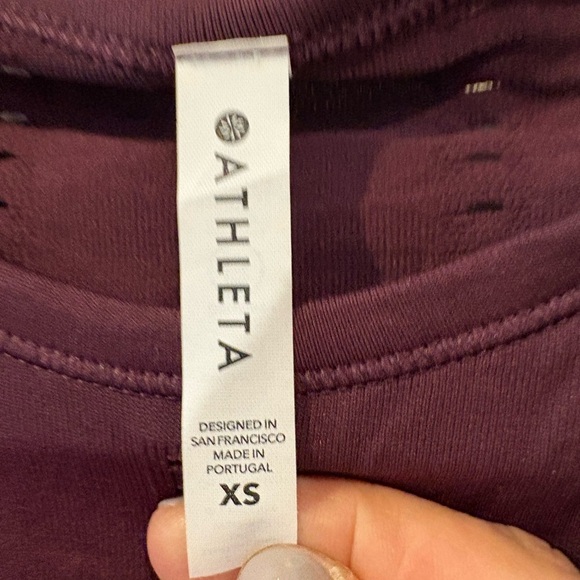 ATHLETA
DESIGNED IN
SAN FRANCISCO
MADE IN
PORTUGAL
XS